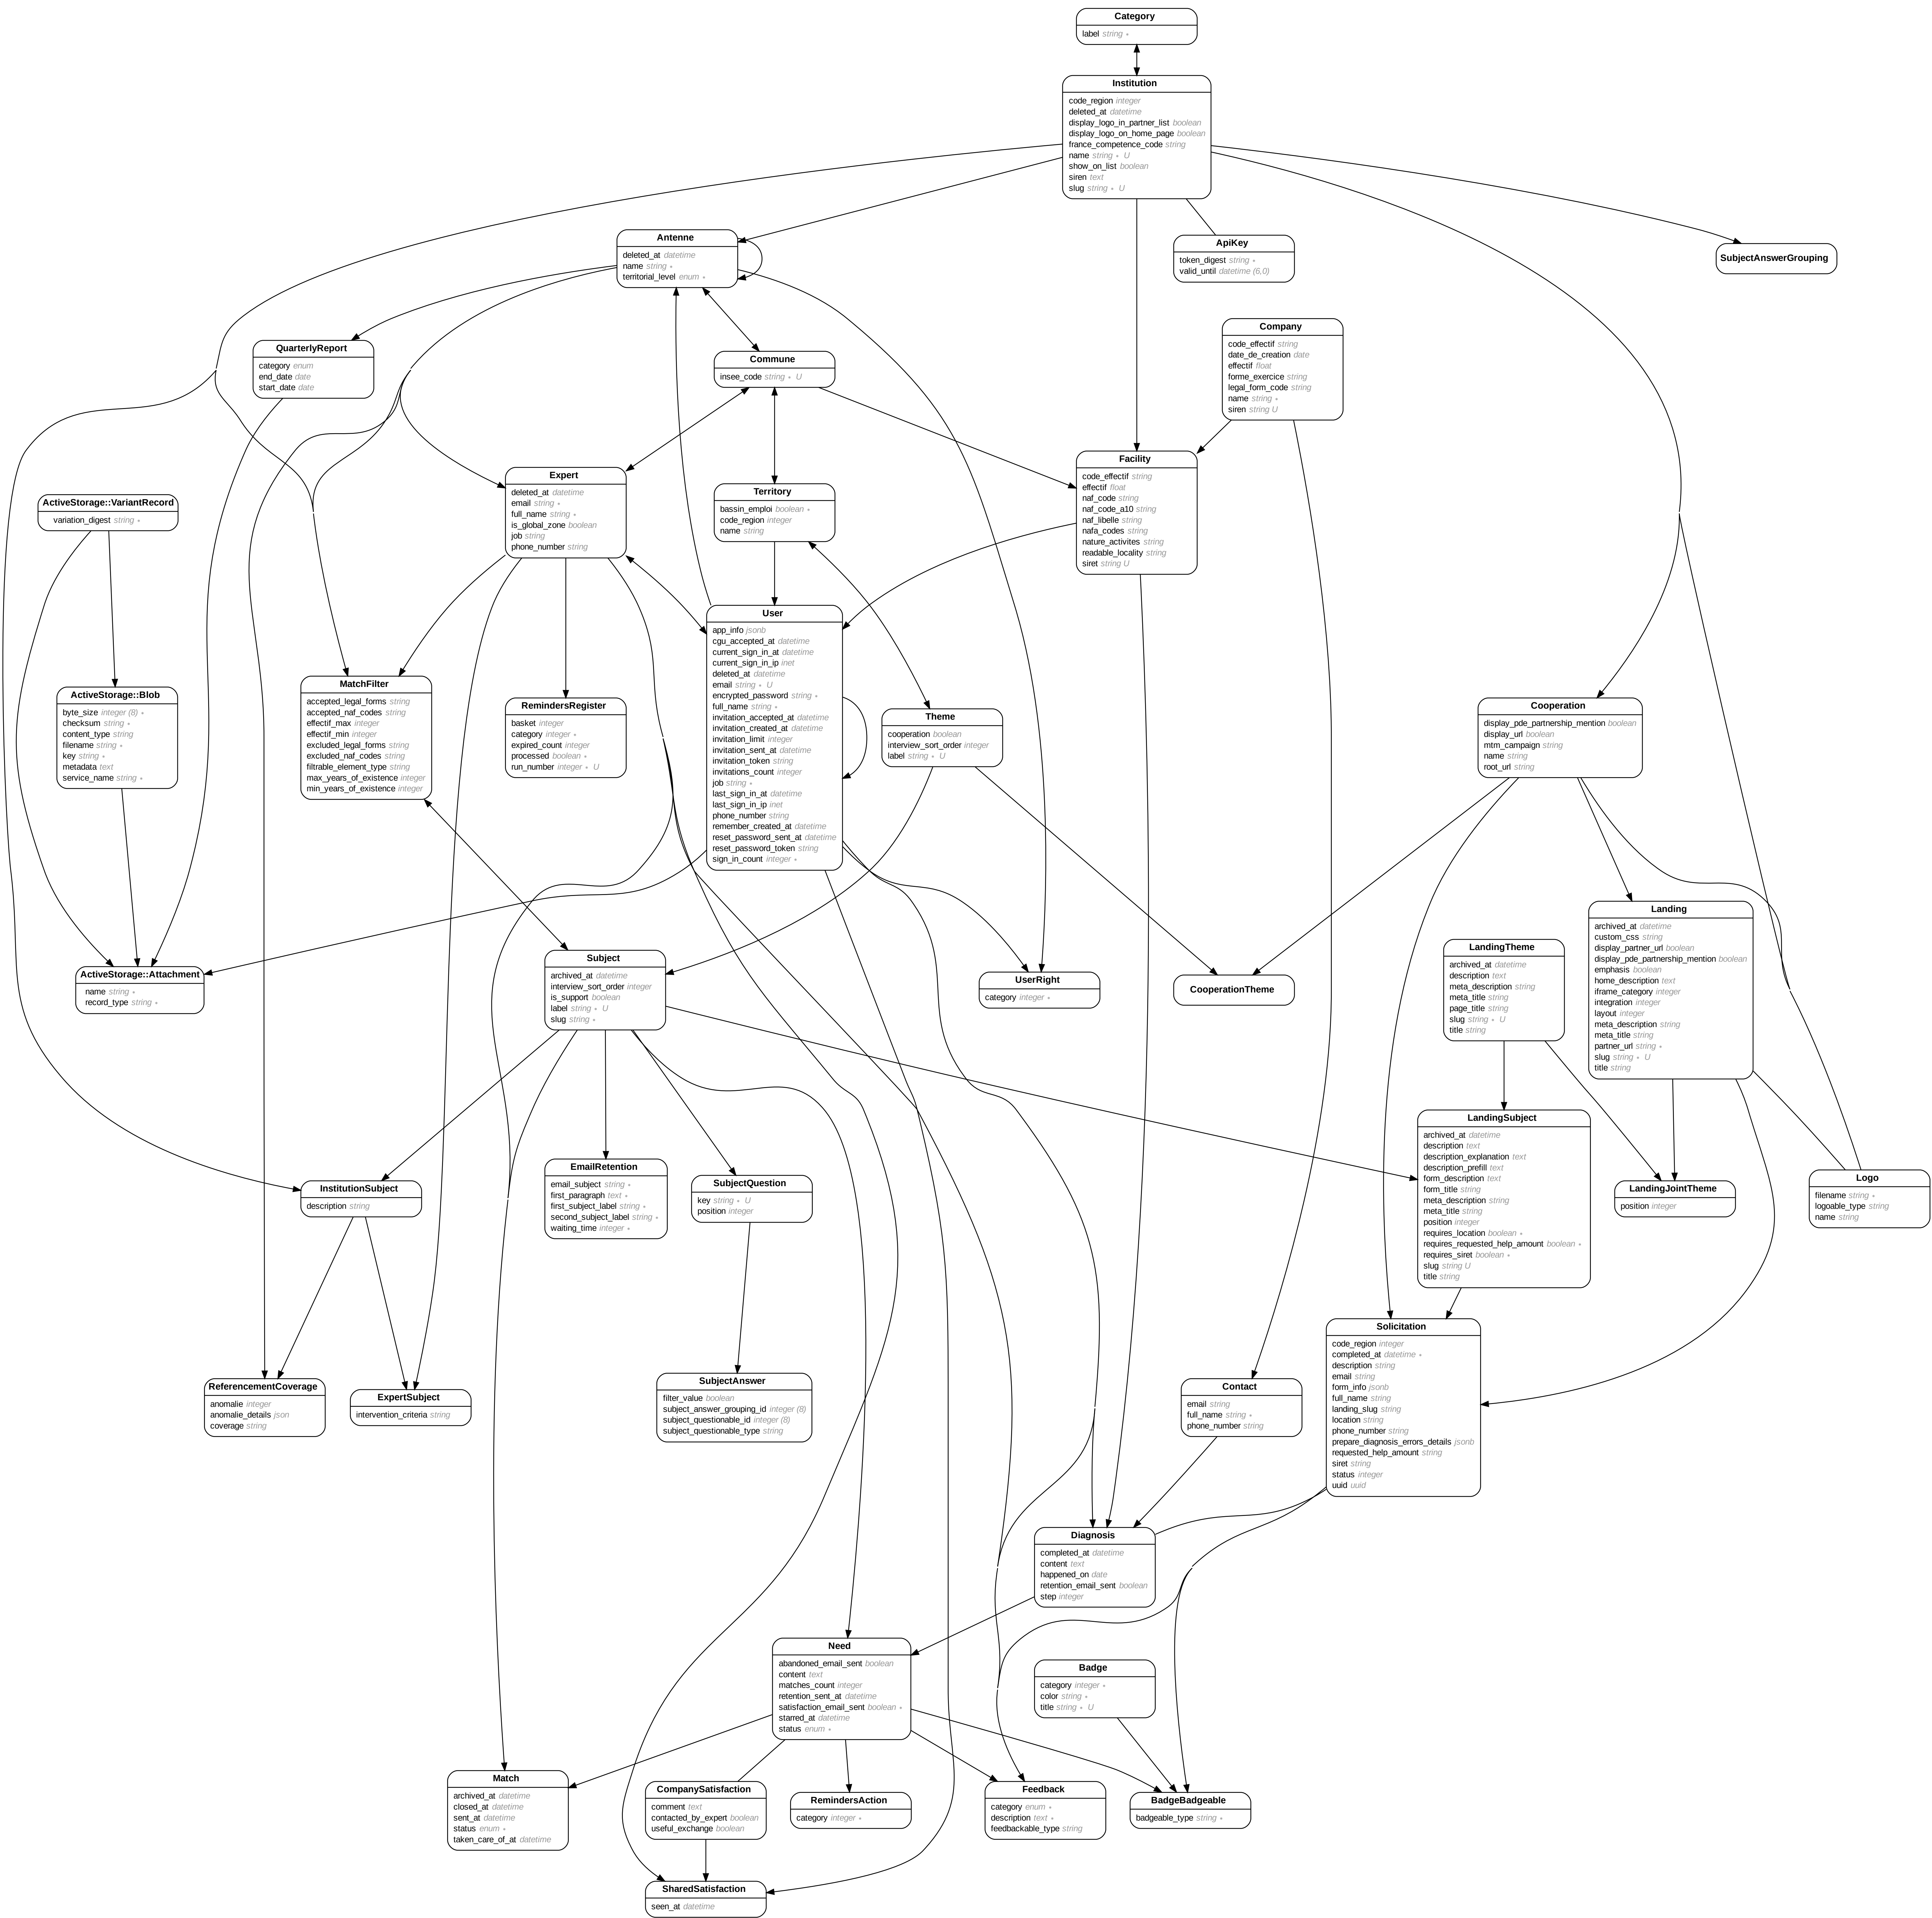 Category
label string ∗
Institution
code_region integer
deleted_at datetime
display_logo_in_partner_list boolean
display_logo_on_home_page boolean
france_competence_code string
name string ∗ U
show_on_list boolean
siren text
slug string ∗ U
Antenne
deleted_at datetime
name string ∗
territorial_level enum ∗
ApiKey
token_digest string ∗
valid_until datetime (6,0)
SubjectAnswerGrouping
Company
code_effectif string
date_de_creation date
effectif float
forme_exercice string
legal_form_code string
name string ∗
siren string U
QuarterlyReport
category enum
end_date date
start_date date
Commune
insee_code string ∗ U
Facility
code_effectif string
effectif float
naf_code string
naf_code_a10 string
naf_libelle string
nafa_codes string
nature_activites string
readable_locality string
siret string U
Expert
deleted_at datetime
email string ∗
full_name string ∗
is_global_zone boolean
job string
phone_number string
Territory
bassin_emploi boolean ∗
code_region integer
name string
ActiveStorage::VariantRecord
variation_digest string ∗
User
app_info jsonb
cgu_accepted_at datetime
current_sign_in_at datetime
current_sign_in_ip inet
deleted_at datetime
email string ∗ U
encrypted_password string ∗
full_name string ∗
invitation_accepted_at datetime
invitation_created_at datetime
invitation_limit integer
invitation_sent_at datetime
invitation_token string
invitations_count integer
job string ∗
last_sign_in_at datetime
last_sign_in_ip inet
phone_number string
remember_created_at datetime
reset_password_sent_at datetime
reset_password_token string
sign_in_count integer ∗
MatchFilter
accepted_legal_forms string
accepted_naf_codes string
effectif_max integer
effectif_min integer
excluded_legal_forms string
excluded_naf_codes string
filtrable_element_type string
max_years_of_existence integer
min_years_of_existence integer
ActiveStorage::Blob
byte_size integer (8) ∗
checksum string ∗
content_type string
filename string ∗
key string ∗
metadata text
service_name string ∗
RemindersRegister
basket integer
category integer ∗
expired_count integer
processed boolean ∗
run_number integer ∗ U
Theme
cooperation boolean
interview_sort_order integer
label string ∗ U
Cooperation
display_pde_partnership_mention boolean
display_url boolean
mtm_campaign string
name string
root_url string
Landing
archived_at datetime
custom_css string
display_partner_url boolean
display_pde_partnership_mention boolean
emphasis boolean
home_description text
iframe_category integer
integration integer
layout integer
meta_description string
meta_title string
partner_url string ∗
slug string ∗ U
title string
LandingTheme
archived_at datetime
description text
meta_description string
meta_title string
page_title string
slug string ∗ U
title string
Subject
archived_at datetime
interview_sort_order integer
is_support boolean
label string ∗ U
slug string ∗
ActiveStorage::Attachment
name string ∗
record_type string ∗
UserRight
category integer ∗
CooperationTheme
LandingSubject
archived_at datetime
description text
description_explanation text
description_prefill text
form_description text
form_title string
meta_description string
meta_title string
position integer
requires_location boolean ∗
requires_requested_help_amount boolean ∗
requires_siret boolean ∗
slug string U
title string
EmailRetention
email_subject string ∗
first_paragraph text ∗
first_subject_label string ∗
second_subject_label string ∗
waiting_time integer ∗
SubjectQuestion
key string ∗ U
position integer
InstitutionSubject
description string
LandingJointTheme
position integer
Logo
filename string ∗
logoable_type string
name string
Solicitation
code_region integer
completed_at datetime ∗
description string
email string
form_info jsonb
full_name string
landing_slug string
location string
phone_number string
prepare_diagnosis_errors_details jsonb
requested_help_amount string
siret string
status integer
uuid uuid
ReferencementCoverage
anomalie integer
anomalie_details json
coverage string
ExpertSubject
intervention_criteria string
SubjectAnswer
filter_value boolean
subject_answer_grouping_id integer (8)
subject_questionable_id integer (8)
subject_questionable_type string
Contact
email string
full_name string ∗
phone_number string
Diagnosis
completed_at datetime
content text
happened_on date
retention_email_sent boolean
step integer
Need
abandoned_email_sent boolean
content text
matches_count integer
retention_sent_at datetime
satisfaction_email_sent boolean ∗
starred_at datetime
status enum ∗
Badge
category integer ∗
color string ∗
title string ∗ U
Match
archived_at datetime
closed_at datetime
sent_at datetime
status enum ∗
taken_care_of_at datetime
CompanySatisfaction
comment text
contacted_by_expert boolean
useful_exchange boolean
RemindersAction
category integer ∗
Feedback
category enum ∗
description text ∗
feedbackable_type string
BadgeBadgeable
badgeable_type string ∗
SharedSatisfaction
seen_at datetime